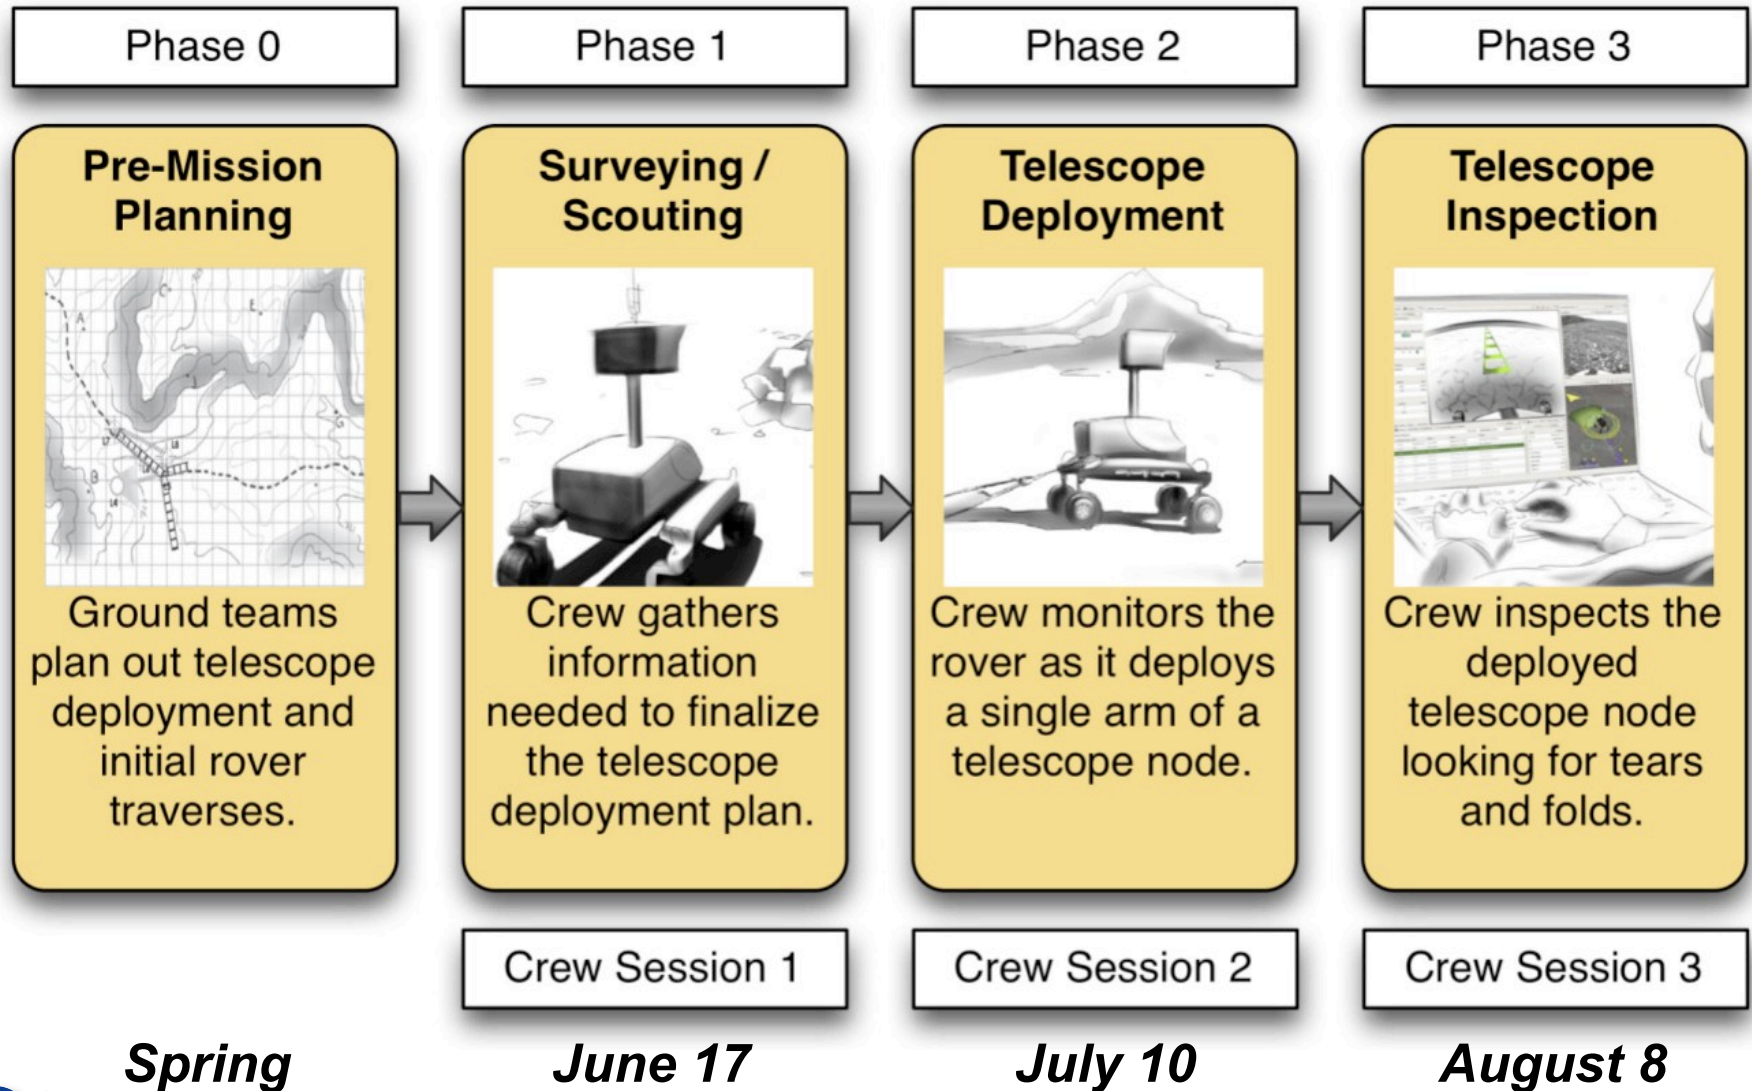 Phase 0
Phase 1
Phase 2
Phase 3
Pre-Mission
Planning
Ground teams
plan out telescope
deployment and
initial rover
traverses.
Surveying /
Scouting
Crew gathers
information
needed to finalize
the telescope
deployment plan.
Telescope
Deployment
Crew monitors the
rover as it deploys
a single arm of a
telescope node.
Telescope
Inspection
Crew inspects the
deployed
telescope node
looking for tears
and folds.
Crew Session 1
Crew Session 2
Crew Session 3
Spring
June 17
July 10
August 8